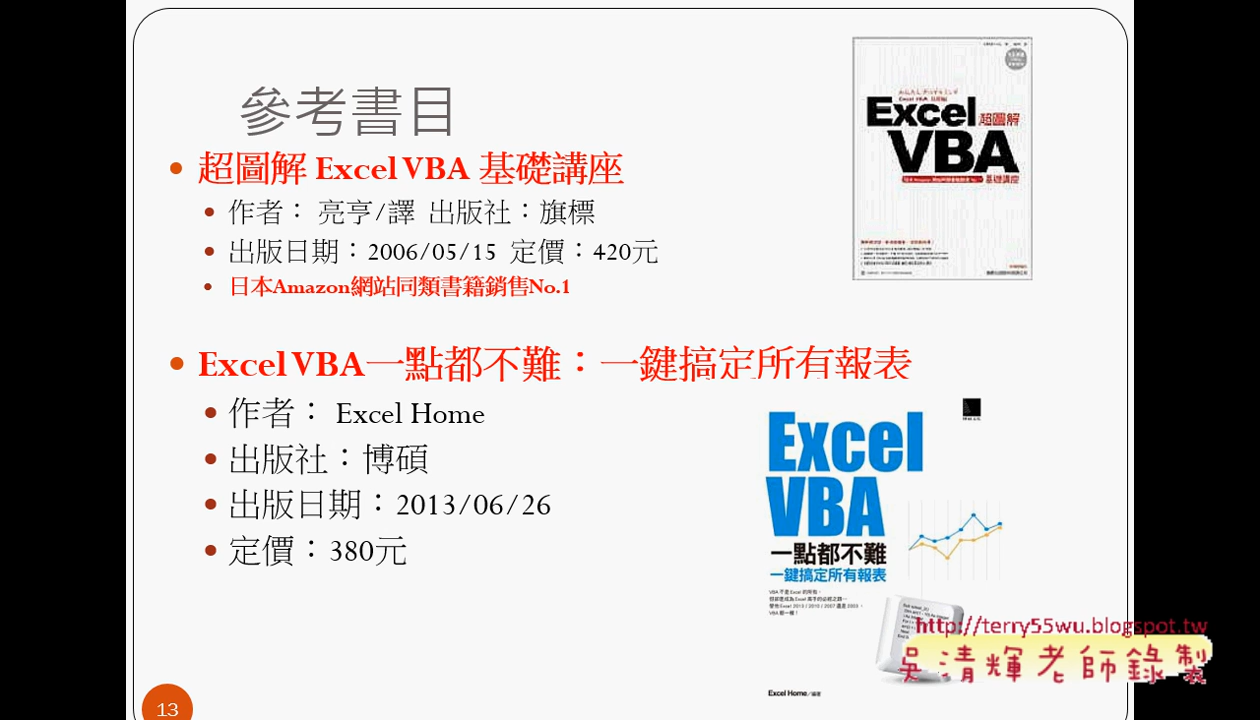 參考書目
超圖解 Excel VBA 基礎講座
作者： 亮亨/譯 出版社：旗標
出版日期：2006/05/15 定價：420元
日本Amazon網站同類書籍銷售No.1
Excel VBA一點都不難：一鍵搞定所有報表
作者： Excel Home
出版社：博碩
出版日期：2013/06/26
定價：380元
13
Excel 超圖解
VBA
基礎講座
Excel
VBA
一點都不難
一鍵搞定所有報表
Excel Home/編著
http://terry55wu.blogspot.tw
吳清輝老師錄製